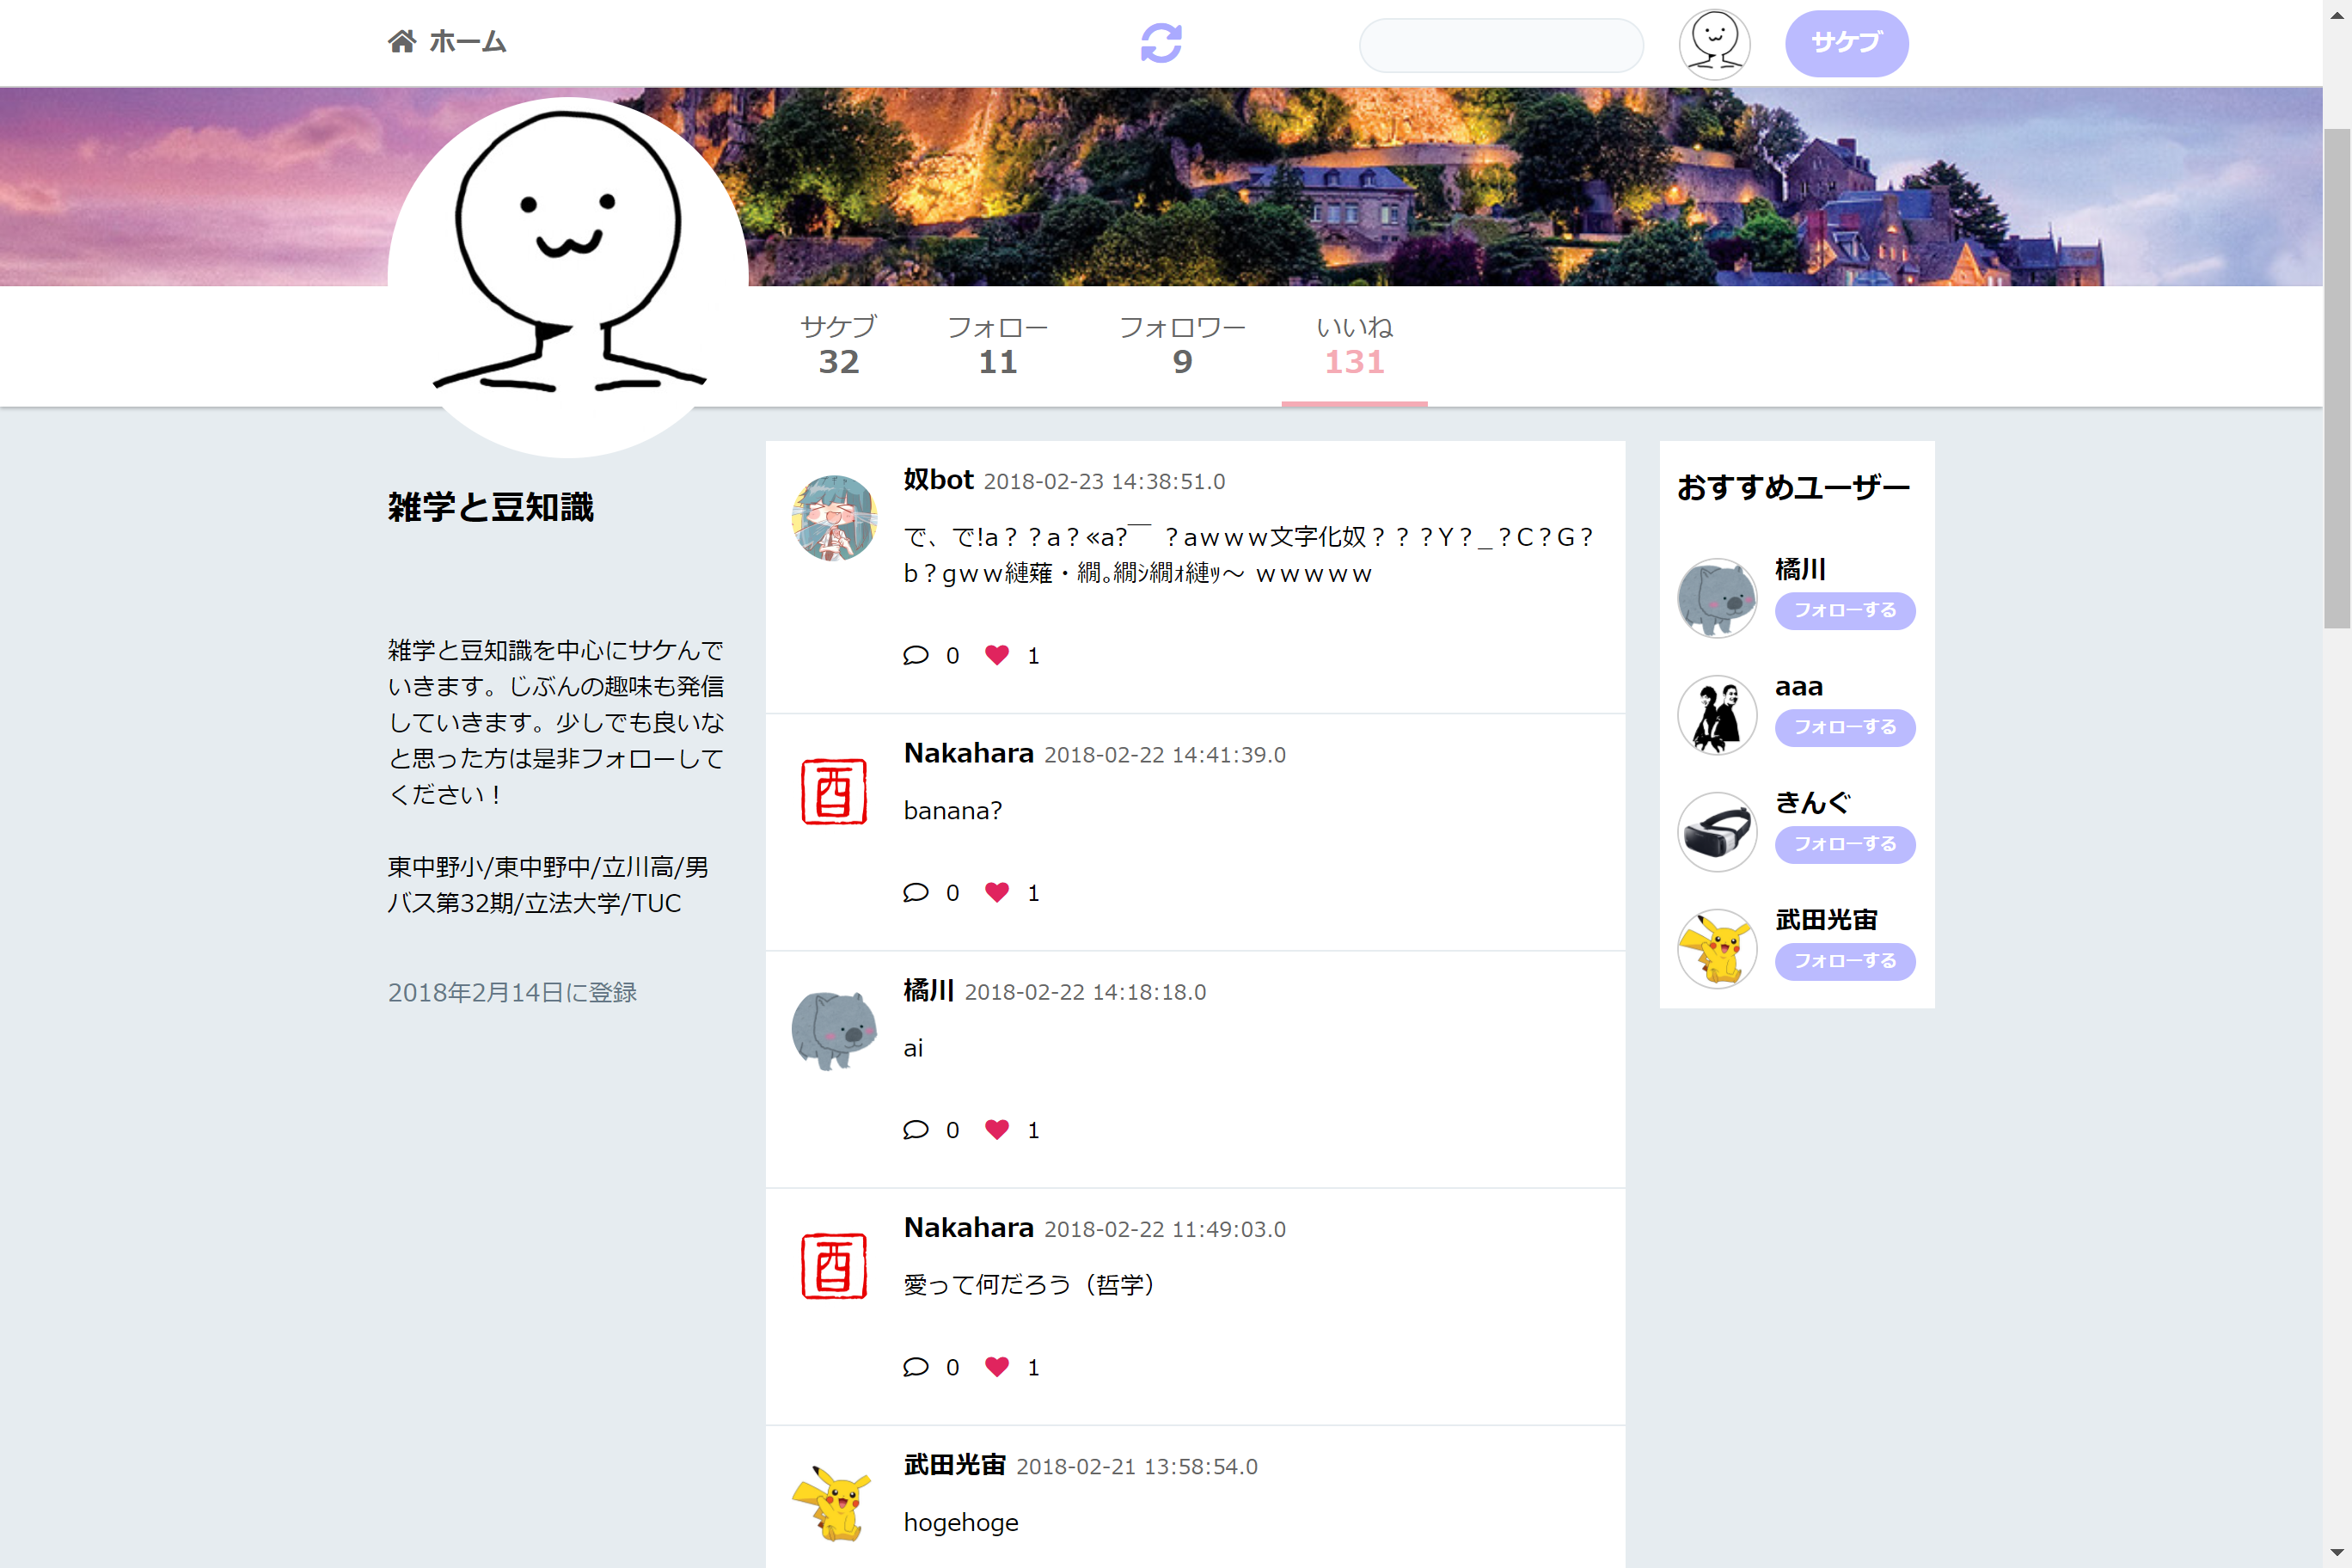 ホーム
サケブ
サケブ
32
フォロー
11
フォロワー
9
いいね
131
雑学と豆知識
雑学と豆知識を中心にサケんで
いきます。じぶんの趣味も発信
していきます。少しでも良いな
と思った方は是非フォローして
ください！
東中野小/東中野中/立川高/男
バス第32期/立法大学/TUC
2018年2月14日に登録
奴bot 2018-02-23 14:38:51.0
で、で!a？？a？«a?￣ ？aｗｗｗ文字化奴？？？Y？_？C？G？
b？gｗｗ縺薙・繝｡繝ｼ繝ｫ縺ｯ～ ｗｗｗｗｗ
0 1
Nakahara 2018-02-22 14:41:39.0
酉
banana?
0 1
橘川 2018-02-22 14:18:18.0
ai
0 1
Nakahara 2018-02-22 11:49:03.0
酉
愛って何だろう（哲学）
0 1
武田光宙 2018-02-21 13:58:54.0
hogehoge
おすすめユーザー
橘川
フォローする
aaa
フォローする
きんぐ
フォローする
武田光宙
フォローする